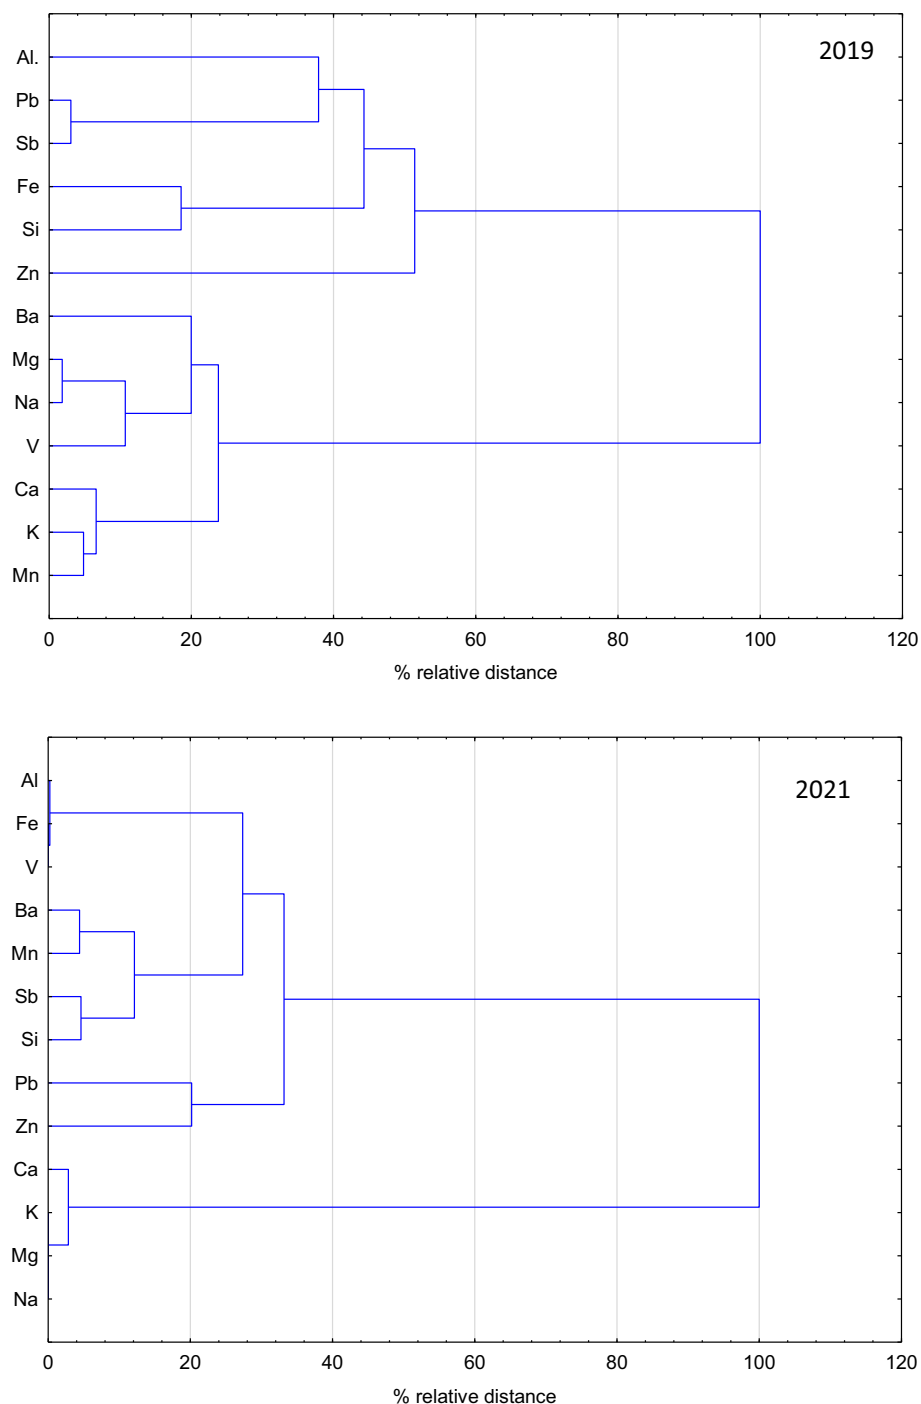 2019
Al.
Pb
Sb
Fe
Si
Zn
Ba
Mg
Na
V
Ca
K
Mn
0 20 40 60 80 100 120
% relative distance
2021
Al
Fe
V
Ba
Mn
Sb
Si
Pb
Zn
Ca
K
Mg
Na
0 20 40 60 80 100 120
% relative distance